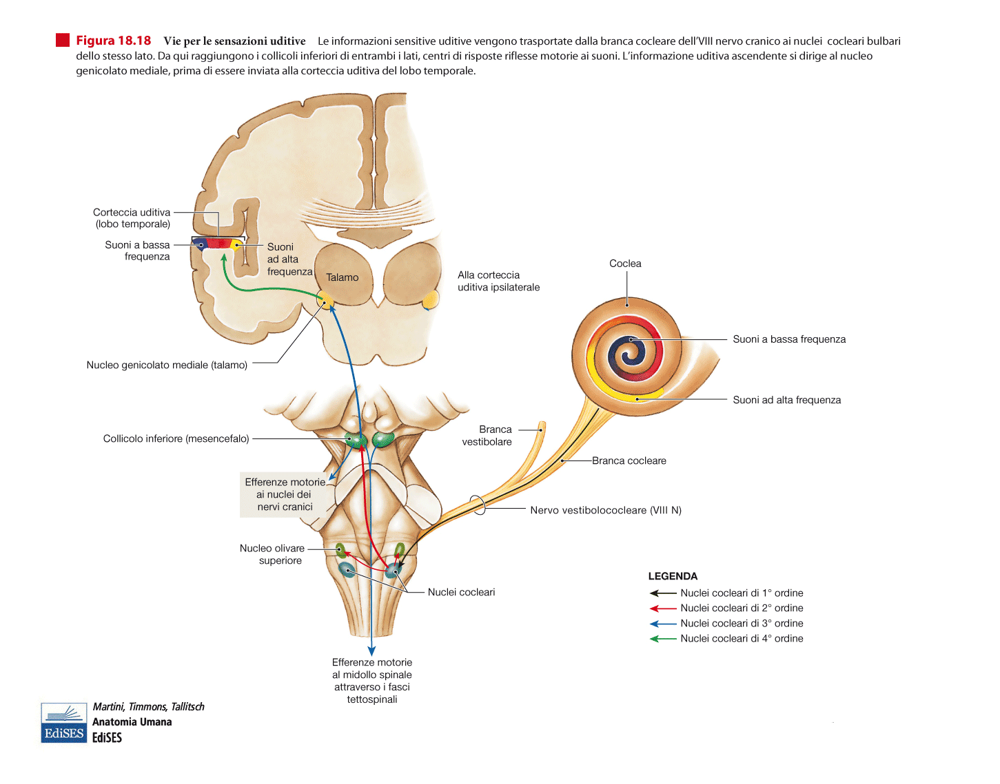 Figura 18.18 Vie per le sensazioni uditive Le informazioni sensitive uditive vengono trasportate dalla branca cocleare dell'VIII nervo cranico ai nuclei cocleari bulbari
dello stesso lato. Da qui raggiungono i collicoli inferiori di entrambi i lati, centri di risposte riflesse motorie ai suoni. L'informazione uditiva ascendente si dirige al nucleo
genicolato mediale, prima di essere inviata alla corteccia uditiva del lobo temporale.
Corteccia uditiva
(lobo temporale)
Suoni a bassa
frequenza
Suoni
ad alta
frequenza
Talamo
Alla corteccia
uditiva ipsilaterale
Nucleo genicolato mediale (talamo)
Coclea
Suoni a bassa frequenza
Suoni ad alta frequenza
Branca
vestibolare
Branca cocleare
Collicolo inferiore (mesencefalo)
Efferenze motorie
ai nuclei dei
nervi cranici
Nervo vestibolococleare (VIII N)
Nucleo olivare
superiore
Nuclei cocleari
LEGENDA
Nuclei cocleari di 1° ordine
Nuclei cocleari di 2° ordine
Nuclei cocleari di 3° ordine
Nuclei cocleari di 4° ordine
Efferenze motorie
al midollo spinale
attraverso i fasci
tettospinali
EdiSES
Martini, Timmons, Tallitsch
Anatomia Umana
EdiSES